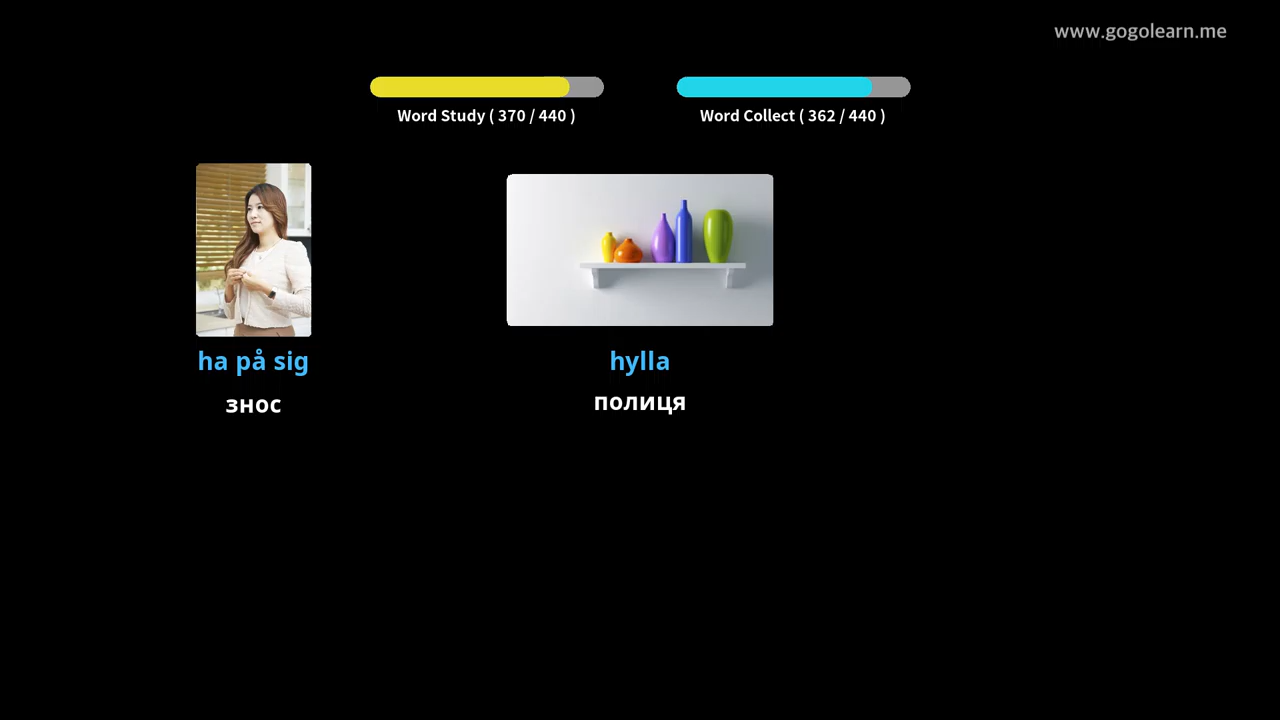 www.gogolearn.me
Word Study ( 370 / 440 )
Word Collect ( 362 / 440 )
ha på sig
знос
hylla
полиця